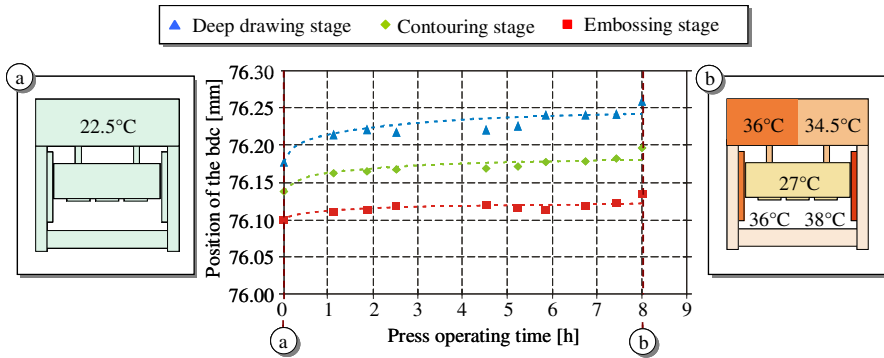 Deep drawing stage Contouring stage Embossing stage
a
22.5°C
Position of the bdc [mm]
76.30
76.25
76.20
76.15
76.10
76.05
76.00
0 1 2 3 4 5 6 7 8 9
Press operating time [h]
a
b
b
36°C 34.5°C
27°C
36°C 38°C